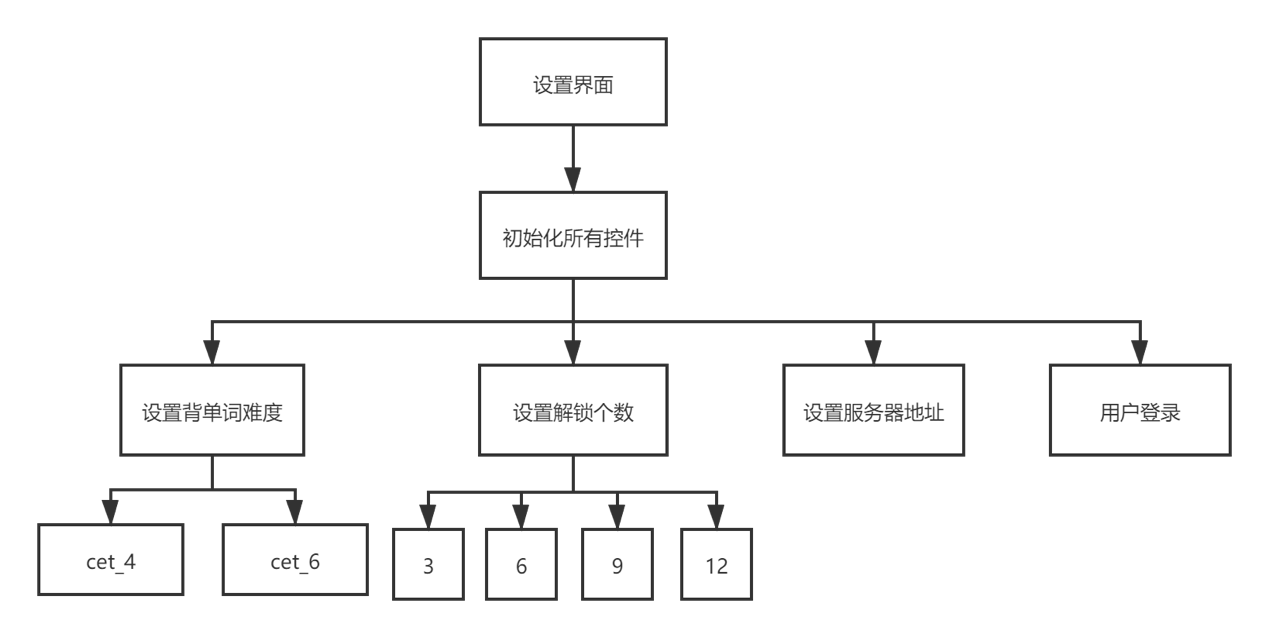 设置界面
初始化所有控件
设置背单词难度
设置解锁个数
设置服务器地址
用户登录
cet_4
cet_6
3
6
9
12